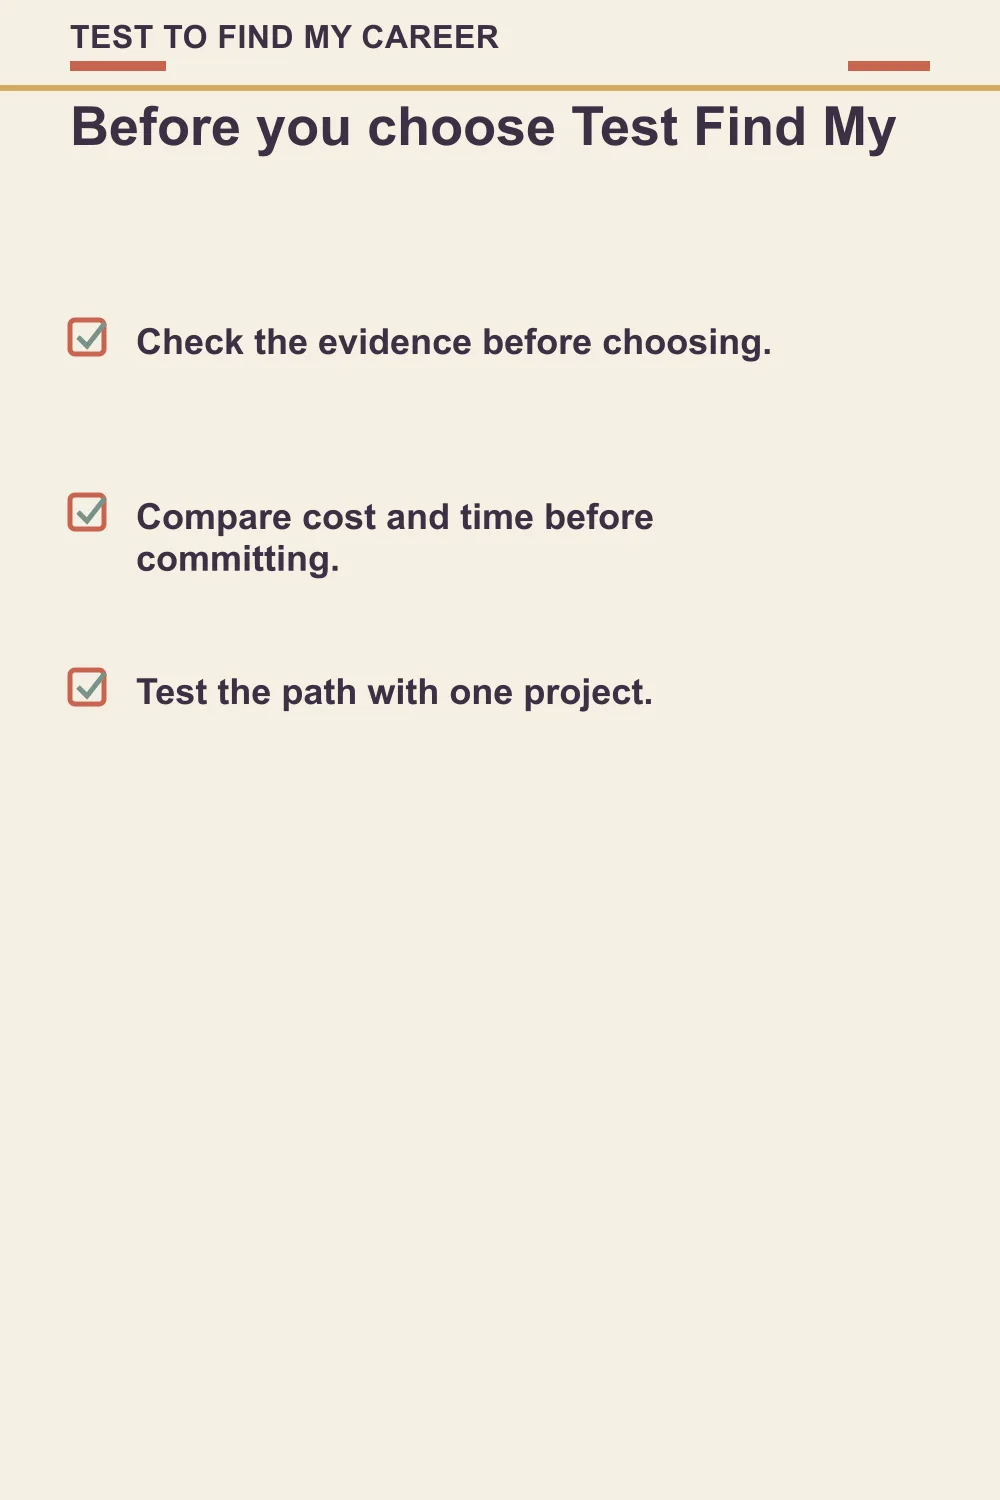 TEST TO FIND MY CAREER
Before you choose Test Find My
Check the evidence before choosing.
Compare cost and time before
committing.
Test the path with one project.